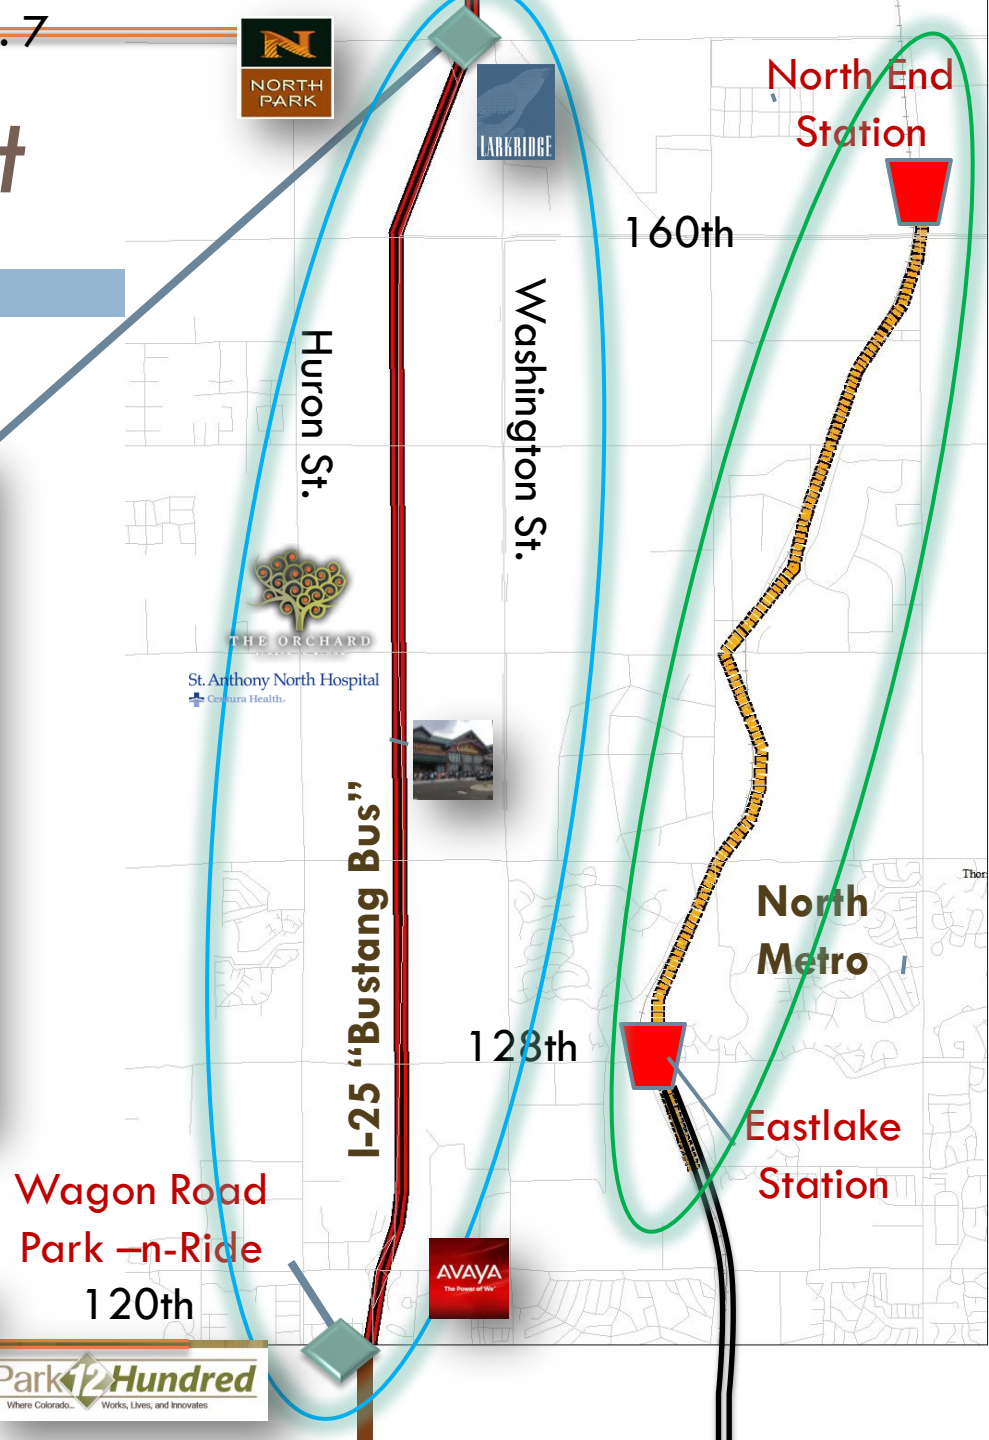 . 7
t
N
NORTH
PARK
LARKRIDGE
North End
Station
160th
Huron St.
Washington St.
THE ORCHARD
St. Anthony North Hospital
Centura Health.
I-25 “Bustang Bus”
North
Metro
Thor
128th
Eastlake
Station
Wagon Road
Park –n-Ride
120th
AVAYA
The Power of We™
Park 12 Hundred
Where Colorado... Works, Lives, and Innovates